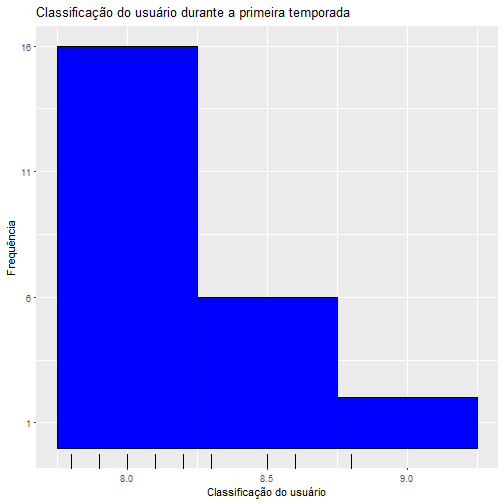 Classificação do usuário durante a primeira temporada
16
11
6
1
Frequência
8.0 8.5 9.0
Classificação do usuário